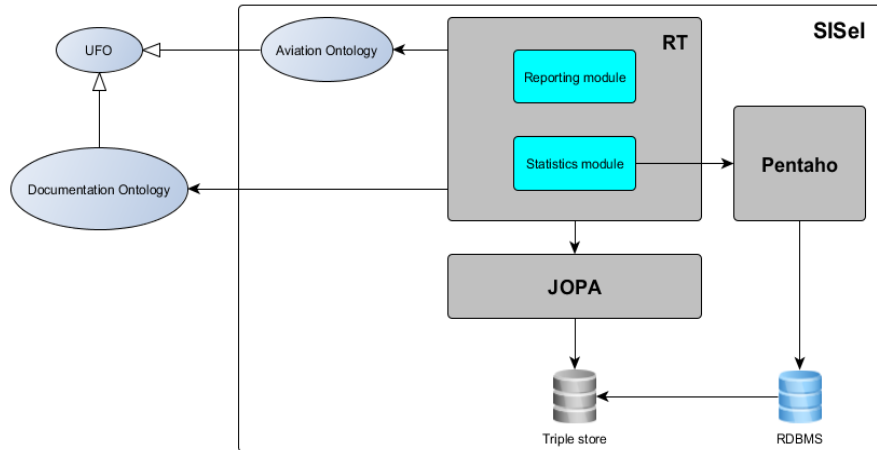 SISel
RT
UFO
Aviation Ontology
Reporting module
Statistics module
Pentaho
Documentation Ontology
JOPA
Triple store
RDBMS